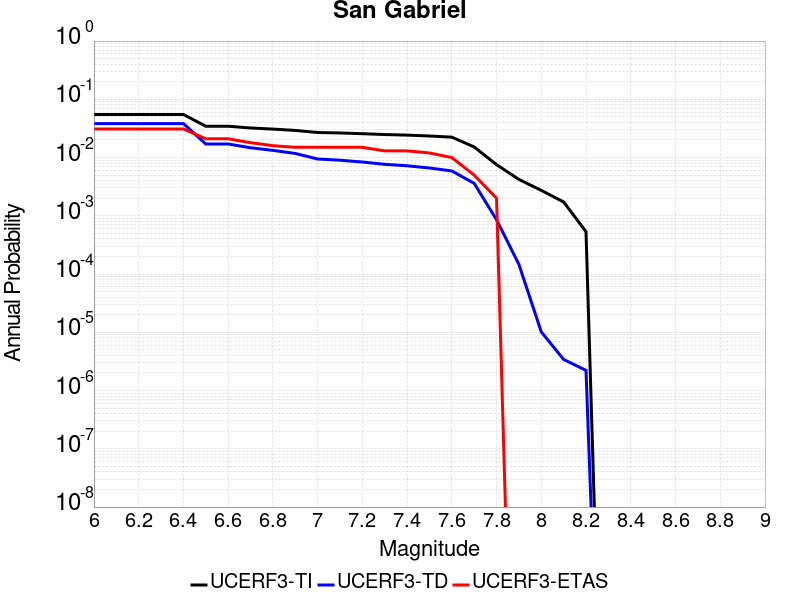 San Gabriel
10^0
10^-1
10^-2
10^-3
10^-4
10^-5
10^-6
10^-7
10^-8
Annual Probability
6 6.2 6.4 6.6 6.8 7 7.2 7.4 7.6 7.8 8 8.2 8.4 8.6 8.8 9
Magnitude
UCERF3-TI UCERF3-TD UCERF3-ETAS